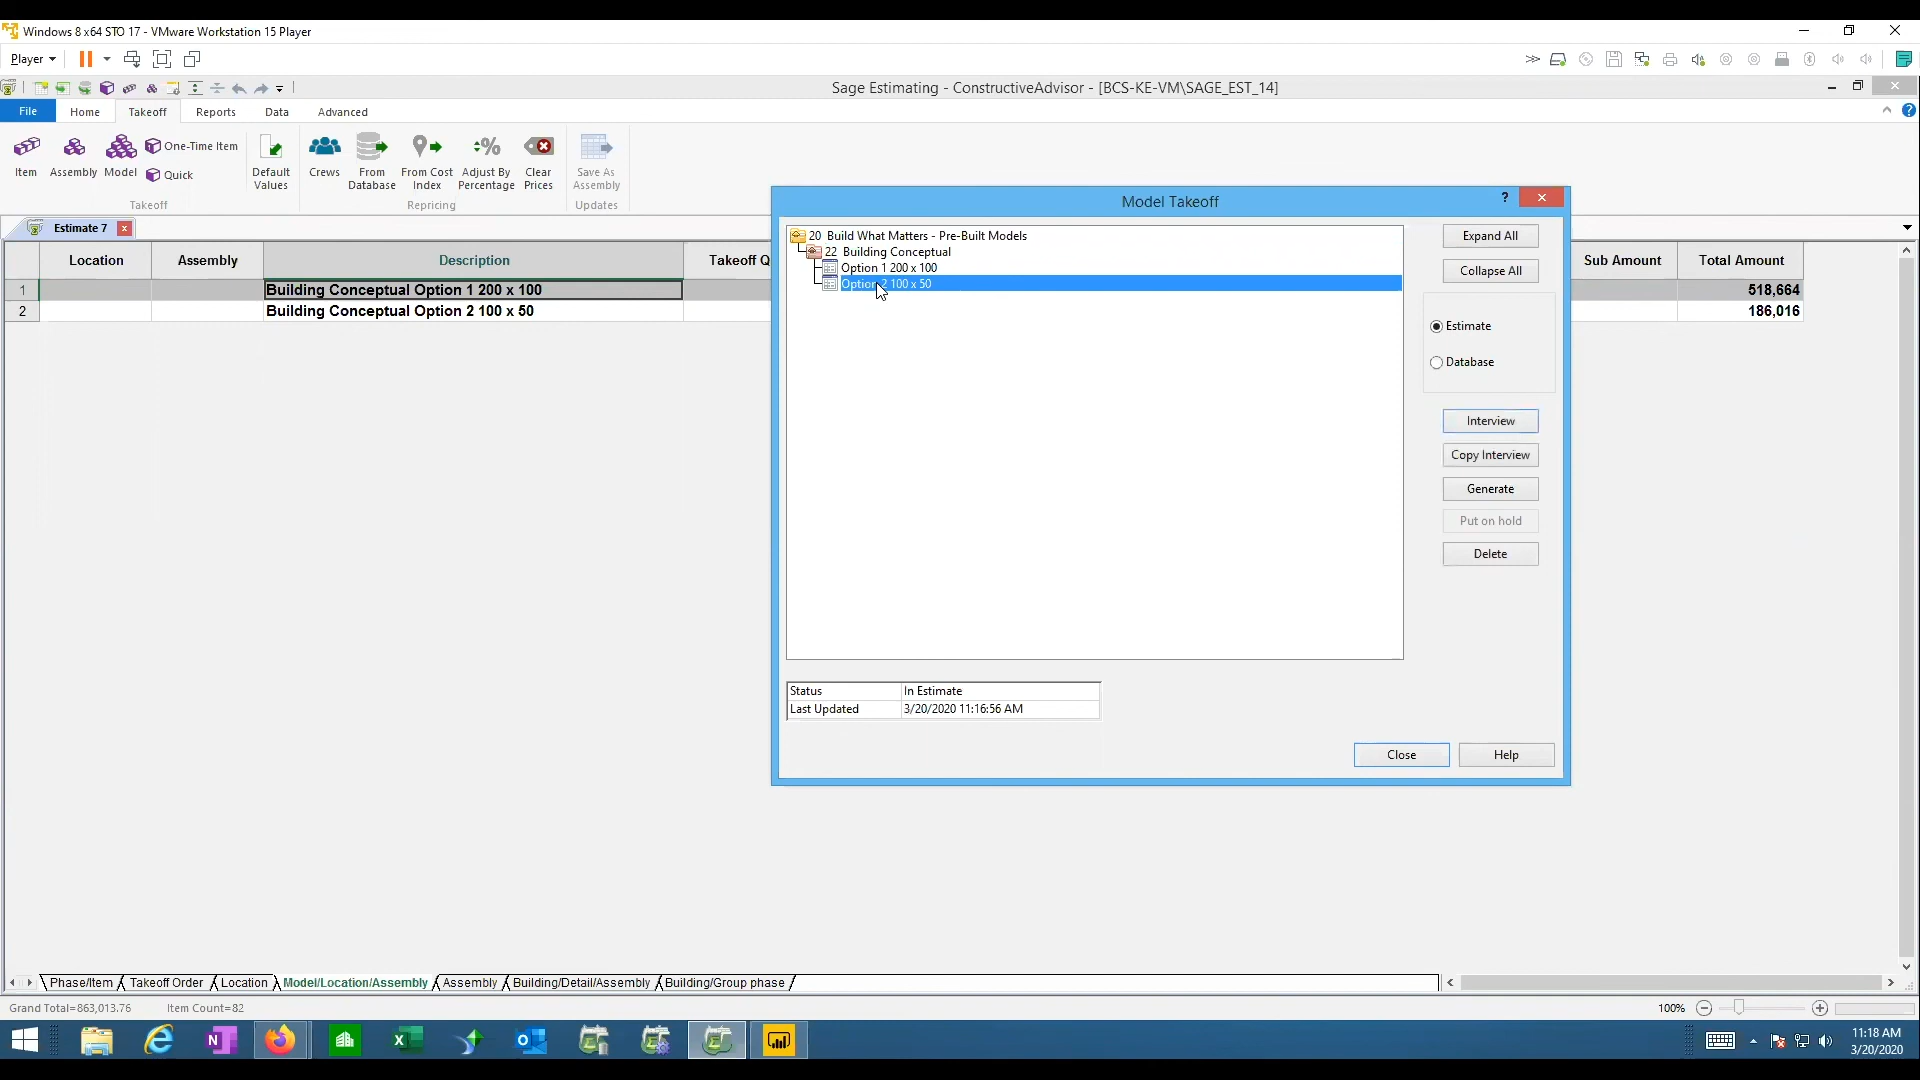 Windows 8 x64 STO 17 - VMware Workstation 15 Player
Player
Sage Estimating - ConstructiveAdvisor - [BCS-KE-VM\SAGE_EST_14]
File Home Takeoff Reports Data Advanced
Item
Assembly
Model
One-Time Item
Quick
Default Values
Crews
From Database
From Cost Index
Adjust By Percentage
Clear Prices
Save As Assembly
Takeoff
Repricing
Updates
Estimate 7
Location Assembly Description Takeoff Q Sub Amount Total Amount
1 Building Conceptual Option 1 200 x 100 518,664
2 Building Conceptual Option 2 100 x 50 186,016
Model Takeoff
20 Build What Matters - Pre-Built Models
22 Building Conceptual
Option 1 200 x 100
Option 2 100 x 50
Expand All
Collapse All
Estimate
Database
Interview
Copy Interview
Generate
Put on hold
Delete
Status In Estimate
Last Updated 3/20/2020 11:16:56 AM
Close Help
Phase/Item Takeoff Order Location Model/Location/Assembly Assembly Building/Detail/Assembly Building/Group phase
Grand Total=863,013.76 Item Count=82 100%
11:18 AM
3/20/2020